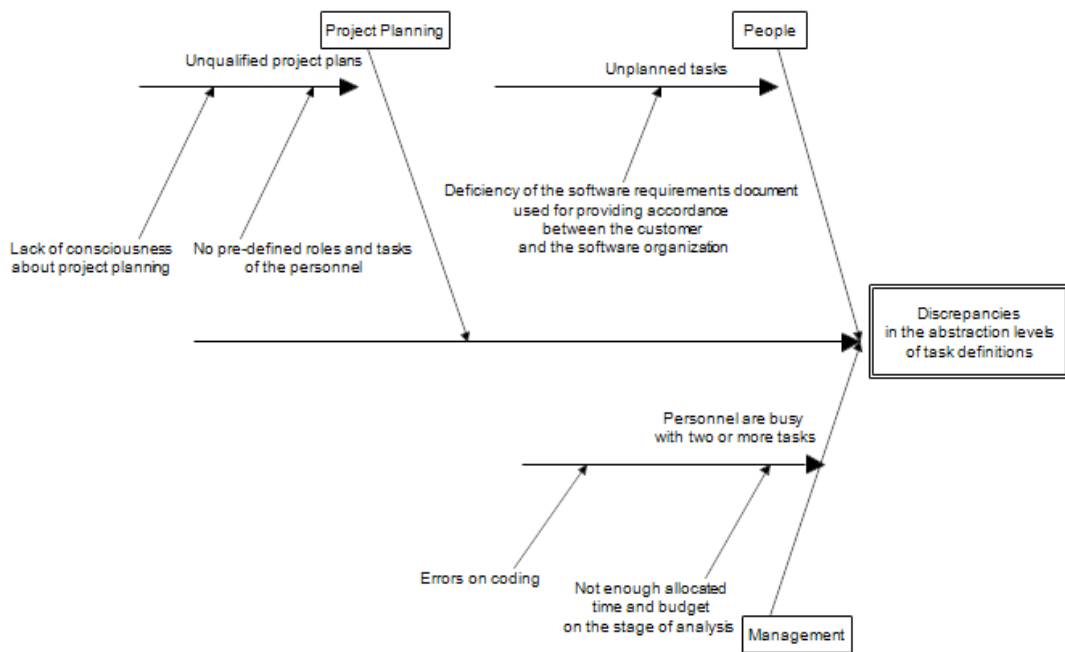 Project Planning
People
Unqualified project plans
Unplanned tasks
Deficiency of the software requirements document
used for providing accordance
between the customer
and the software organization
Lack of consciousness
about project planning
No pre-defined roles and tasks
of the personnel
Discrepancies
in the abstraction levels
of task definitions
Personnel are busy
with two or more tasks
Errors on coding
Not enough allocated
time and budget
on the stage of analysis
Management